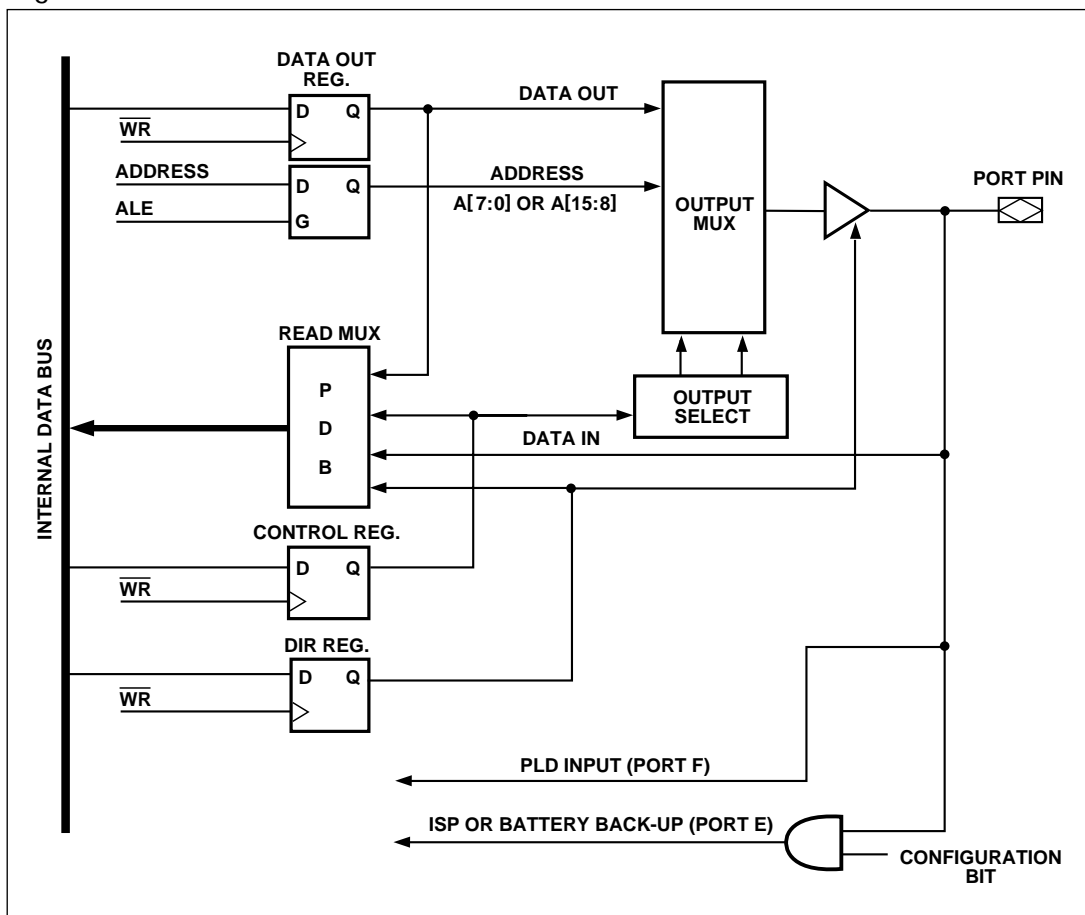 DATA OUT
REG.
D Q
DATA OUT
WR
ADDRESS
D Q
ALE
G
ADDRESS
A[7:0] OR A[15:8]
OUTPUT
MUX
PORT PIN
INTERNAL DATA BUS
READ MUX
P
D
B
OUTPUT
SELECT
DATA IN
CONTROL REG.
D Q
WR
DIR REG.
D Q
WR
PLD INPUT (PORT F)
ISP OR BATTERY BACK-UP (PORT E)
CONFIGURATION
BIT